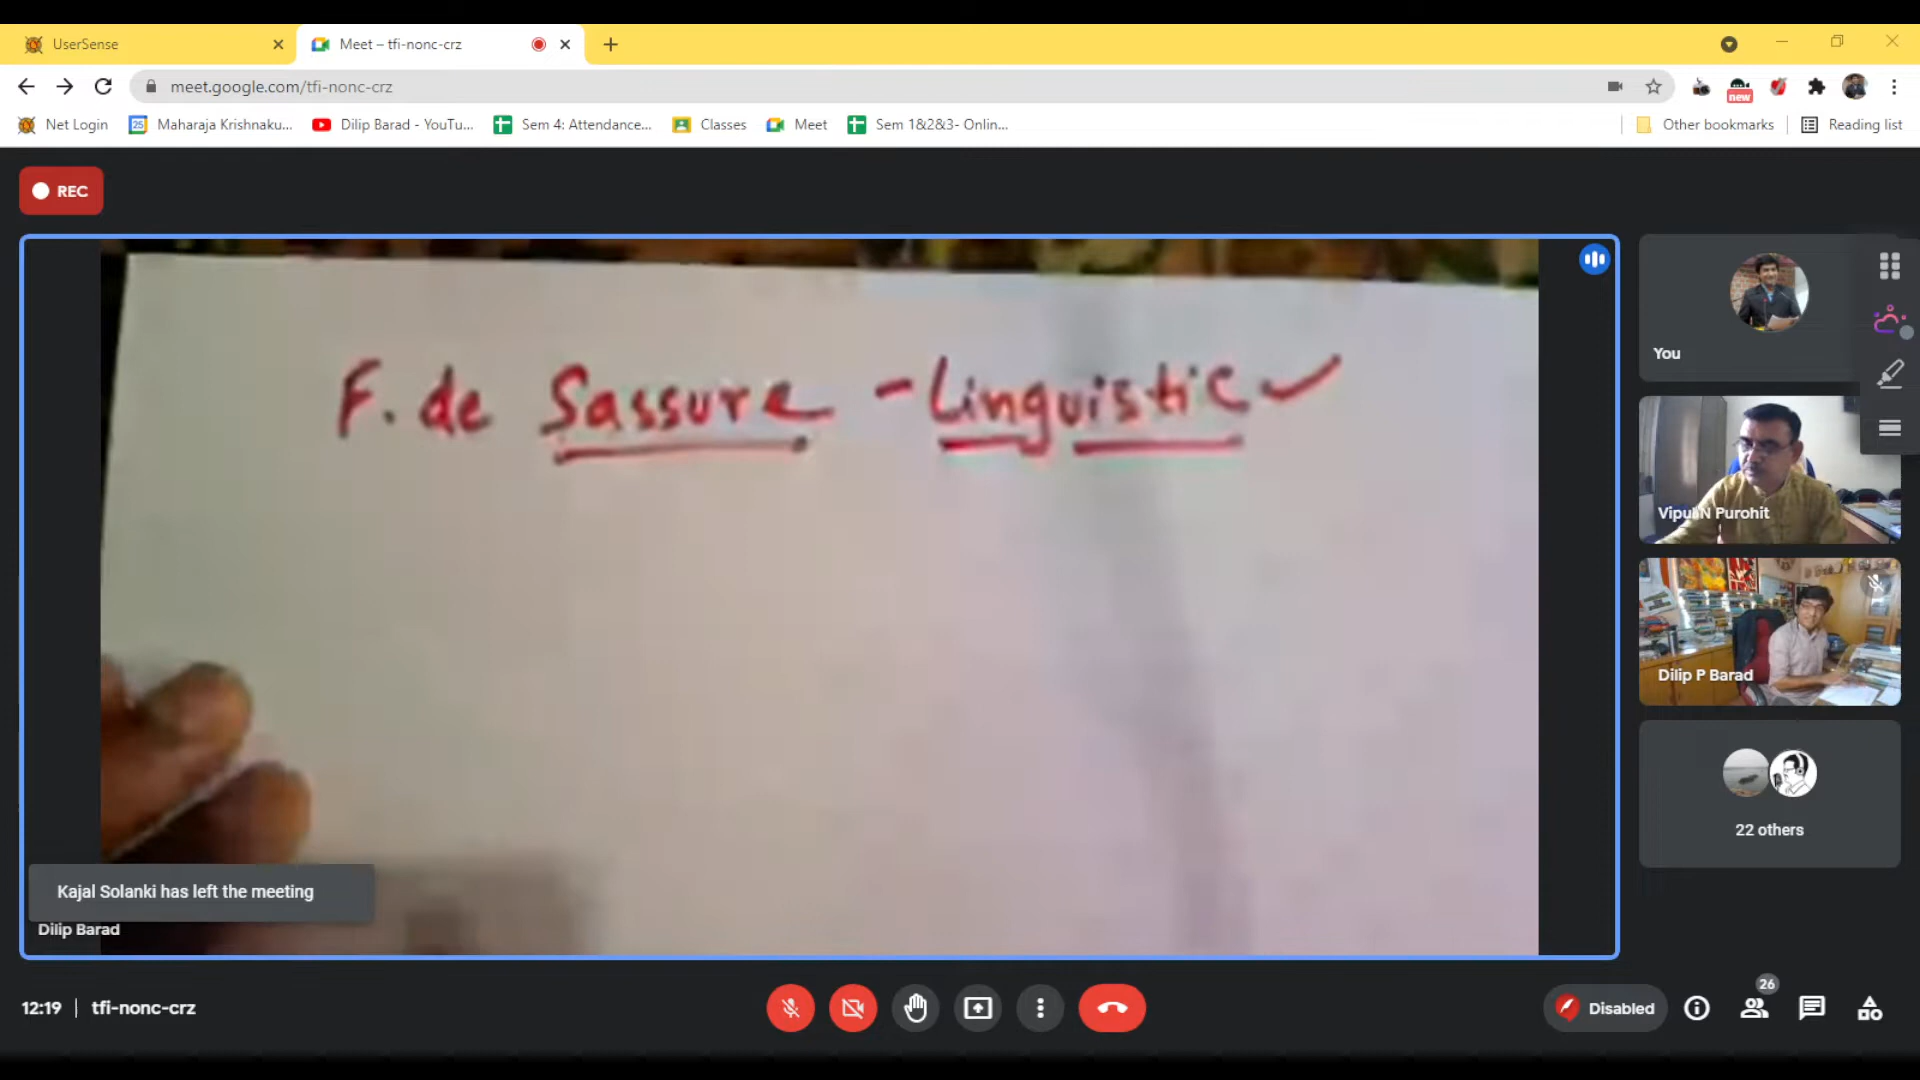 UserSense
Meet – tfi-nonc-crz
meet.google.com/tfi-nonc-crz
new
Net Login
25
Maharaja Krishnaku...
Dilip Barad - YouTu...
Sem 4: Attendance...
Classes
Meet
Sem 1&2&3- Onlin...
Other bookmarks
Reading list
REC
F. de Sassure - Linguistic
You
Vipul N Purohit
Dilip P Barad
22 others
Kajal Solanki has left the meeting
Dilip Barad
12:19 | tfi-nonc-crz
Disabled
26